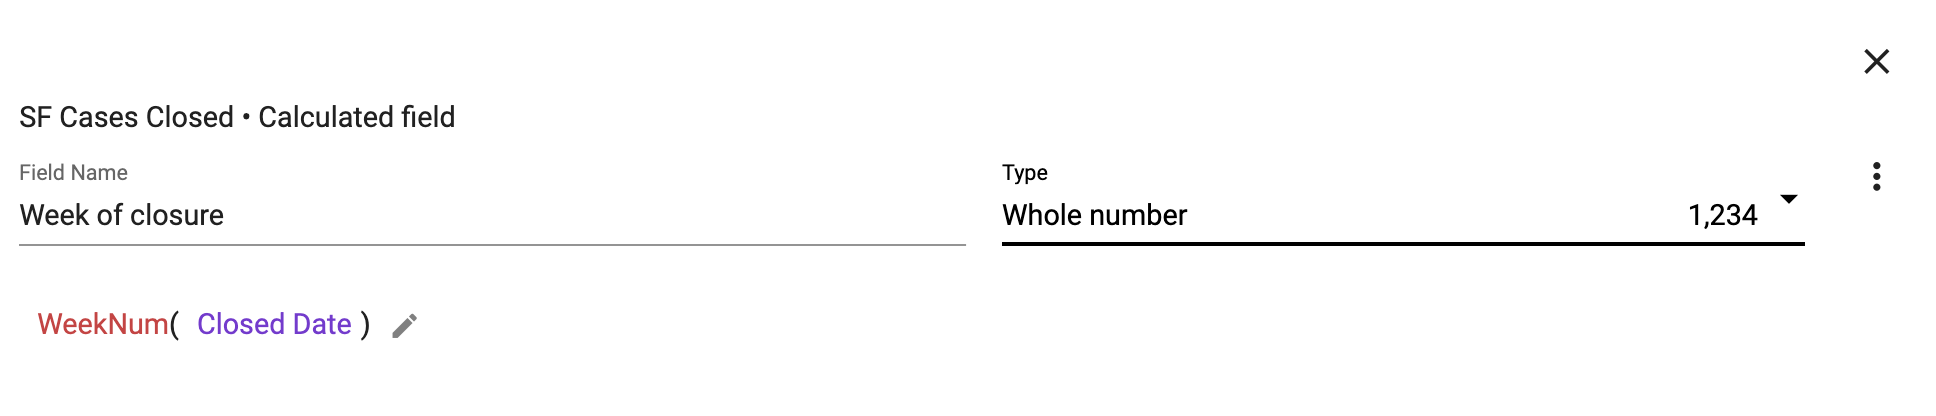 SF Cases Closed • Calculated field
Field Name
Week of closure
Type
Whole number 1,234
WeekNum( Closed Date )